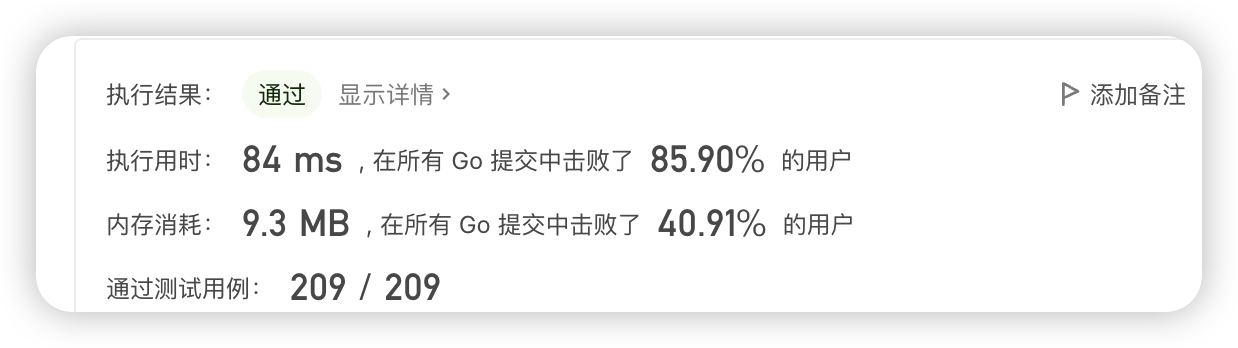 执行结果： 通过 显示详情 > 添加备注
执行用时： 84 ms , 在所有 Go 提交中击败了 85.90% 的用户
内存消耗： 9.3 MB , 在所有 Go 提交中击败了 40.91% 的用户
通过测试用例： 209 / 209